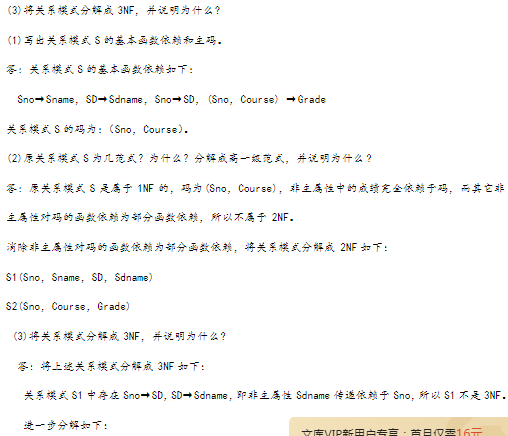 (3)将关系模式分解成 3NF，并说明为什么？
(1)写出关系模式 S 的基本函数依赖和主码。
答：关系模式 S 的基本函数依赖如下：
Sno→Sname，SD→Sdname，Sno→SD，(Sno，Course) →Grade
关系模式 S 的码为：(Sno，Course)。
(2)原关系模式 S 为几范式？为什么？分解成高一级范式，并说明为什么？
答：原关系模式 S 是属于 1NF 的，码为(Sno，Course)，非主属性中的成绩完全依赖于码，而其它非
主属性对码的函数依赖为部分函数依赖，所以不属于 2NF。
消除非主属性对码的函数依赖为部分函数依赖，将关系模式分解成 2NF 如下：
S1(Sno，Sname，SD，Sdname)
S2(Sno，Course，Grade)
(3)将关系模式分解成 3NF，并说明为什么？
答：将上述关系模式分解成 3NF 如下：
关系模式 S1 中存在 Sno→SD，SD→Sdname，即非主属性 Sdname 传递依赖于 Sno，所以 S1 不是 3NF。
进一步分解如下：
文库VIP新用户专享：首月仅需16元